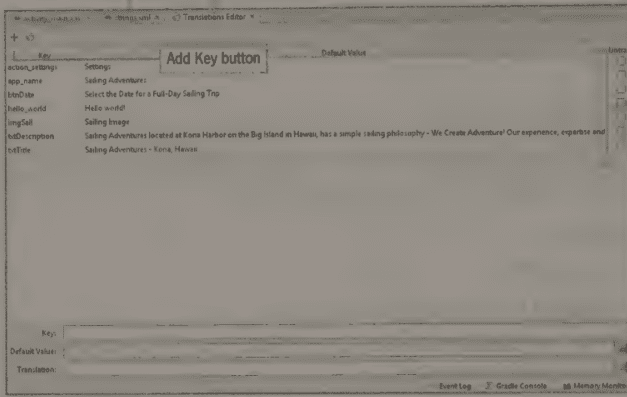 strings.xml × Translations Editor ×
+
Key Default Value
Add Key button
action_settings Settings
app_name Sailing Adventures
btnDate Select the Date for a Full-Day Sailing Trip
hello_world Hello world!
imgSail Sailing Image
txtDescription Sailing Adventures located at Kona Harbor on the Big Island in Hawaii, has a simple sailing philosophy - We Create Adventure! Our experience, expertise and
txtTitle Sailing Adventures - Kona, Hawaii
Key:
Default Value:
Translation:
Event Log Gradle Console Memory Monitor